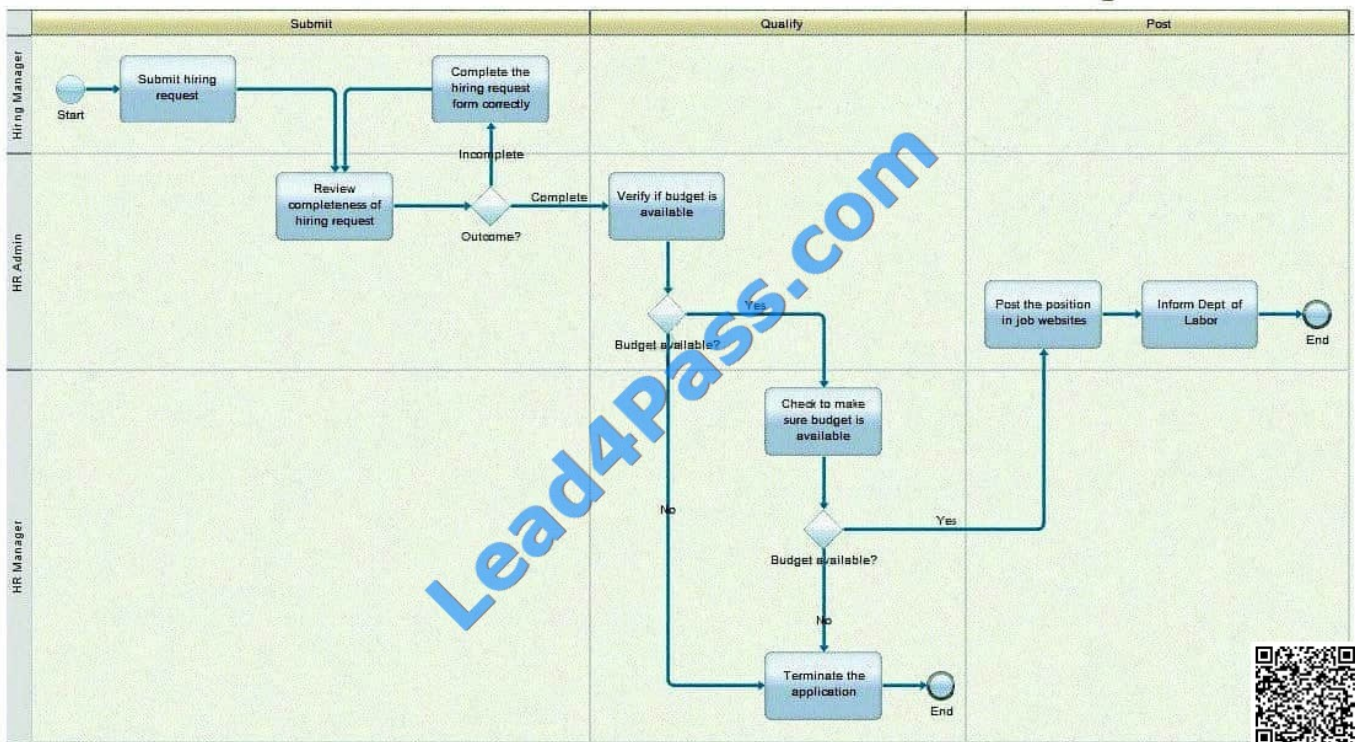 Submit
Qualify
Post
Hiring Manager
Start
Submit hiring
request
Complete the
hiring request
form correctly
Incomplete
HR Admin
Review
completeness of
hiring request
Outcome?
Complete
Verify if budget is
available
Budget available?
Yes
Post the position
in job websites
Inform Dept of
Labor
End
HR Manager
Check to make
sure budget is
available
No
Budget available?
Yes
No
Terminate the
application
End
Lead4Pass.com